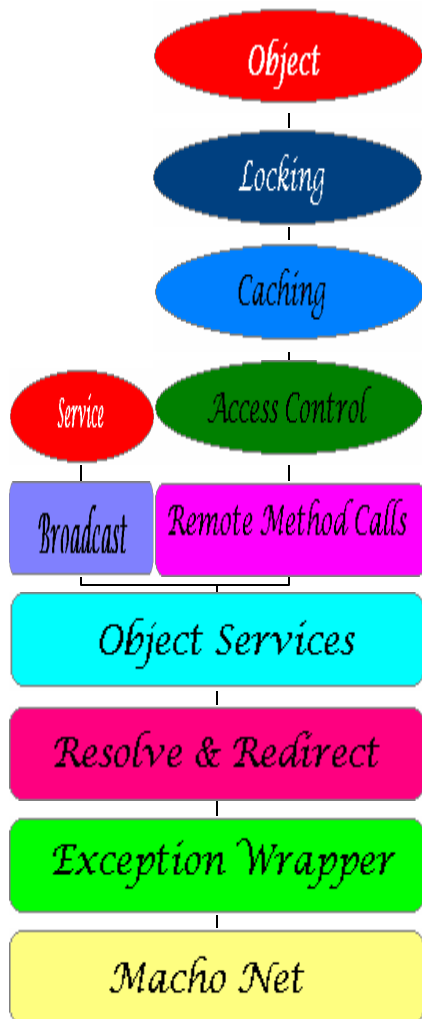 Object
Locking
Caching
Service
Access Control
Broadcast
Remote Method Calls
Object Services
Resolve & Redirect
Exception Wrapper
Macho Net